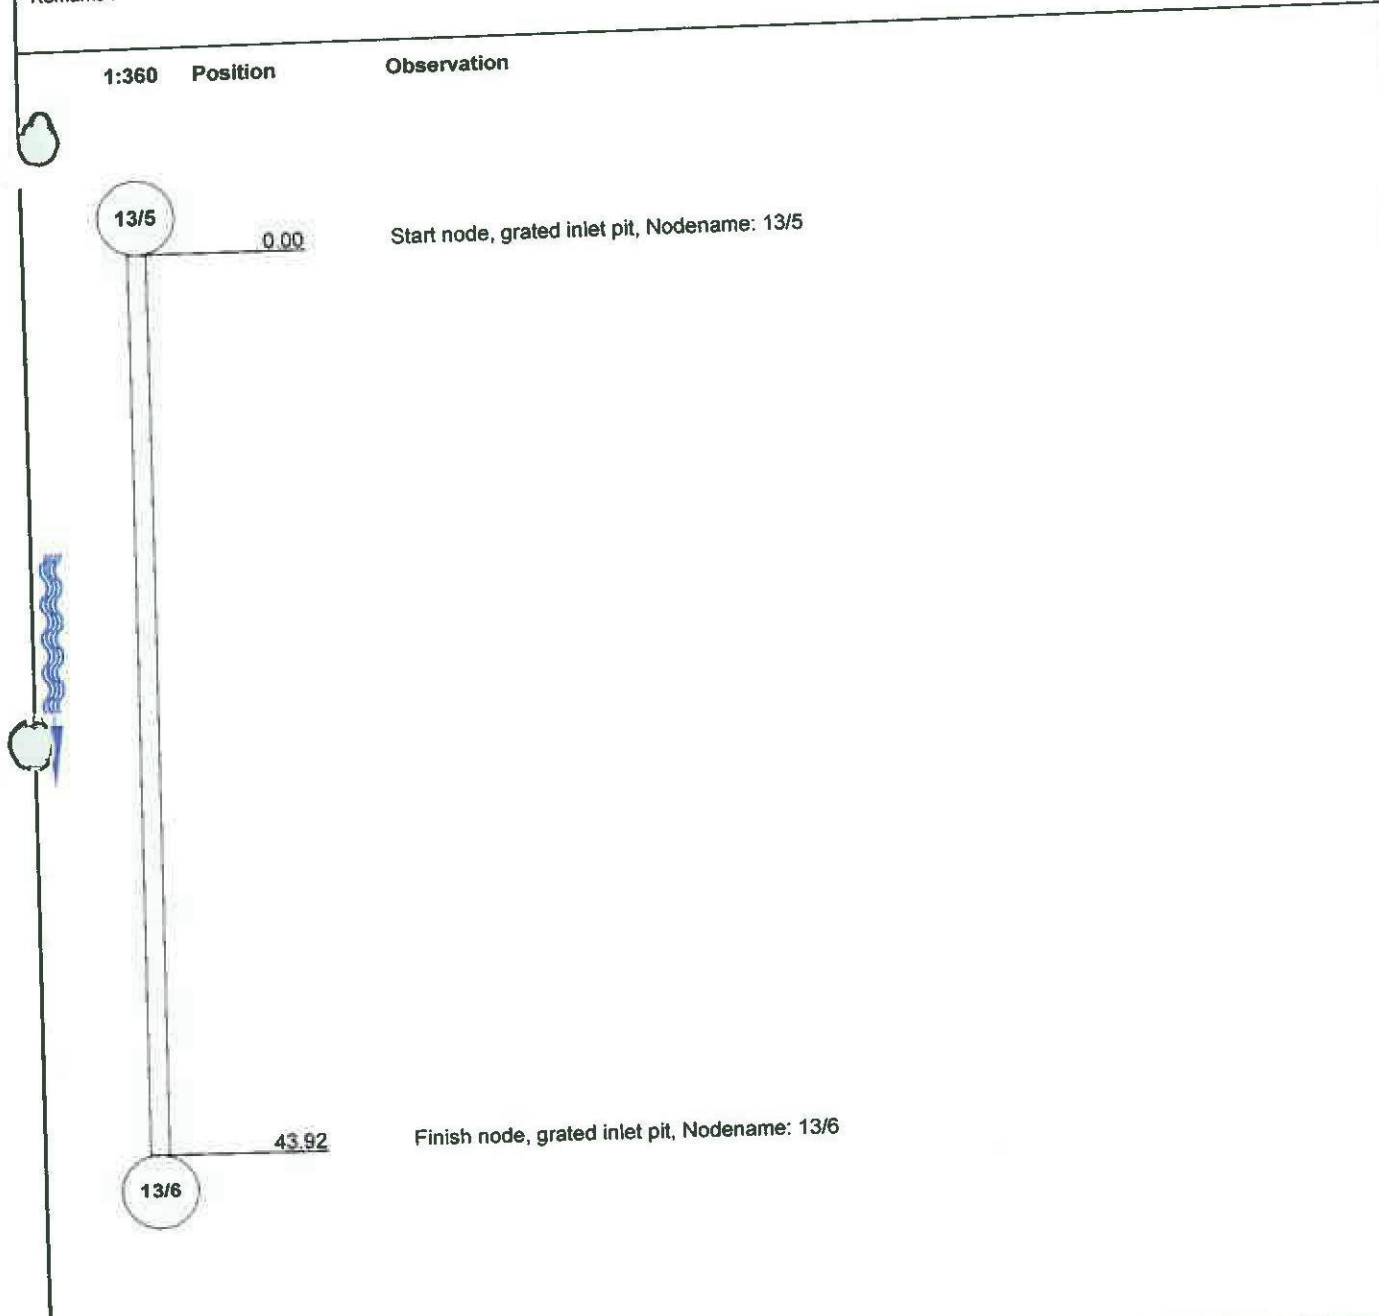 1:360 Position Observation
13/5
0.00 Start node, grated inlet pit, Nodename: 13/5
43.92 Finish node, grated inlet pit, Nodename: 13/6
13/6